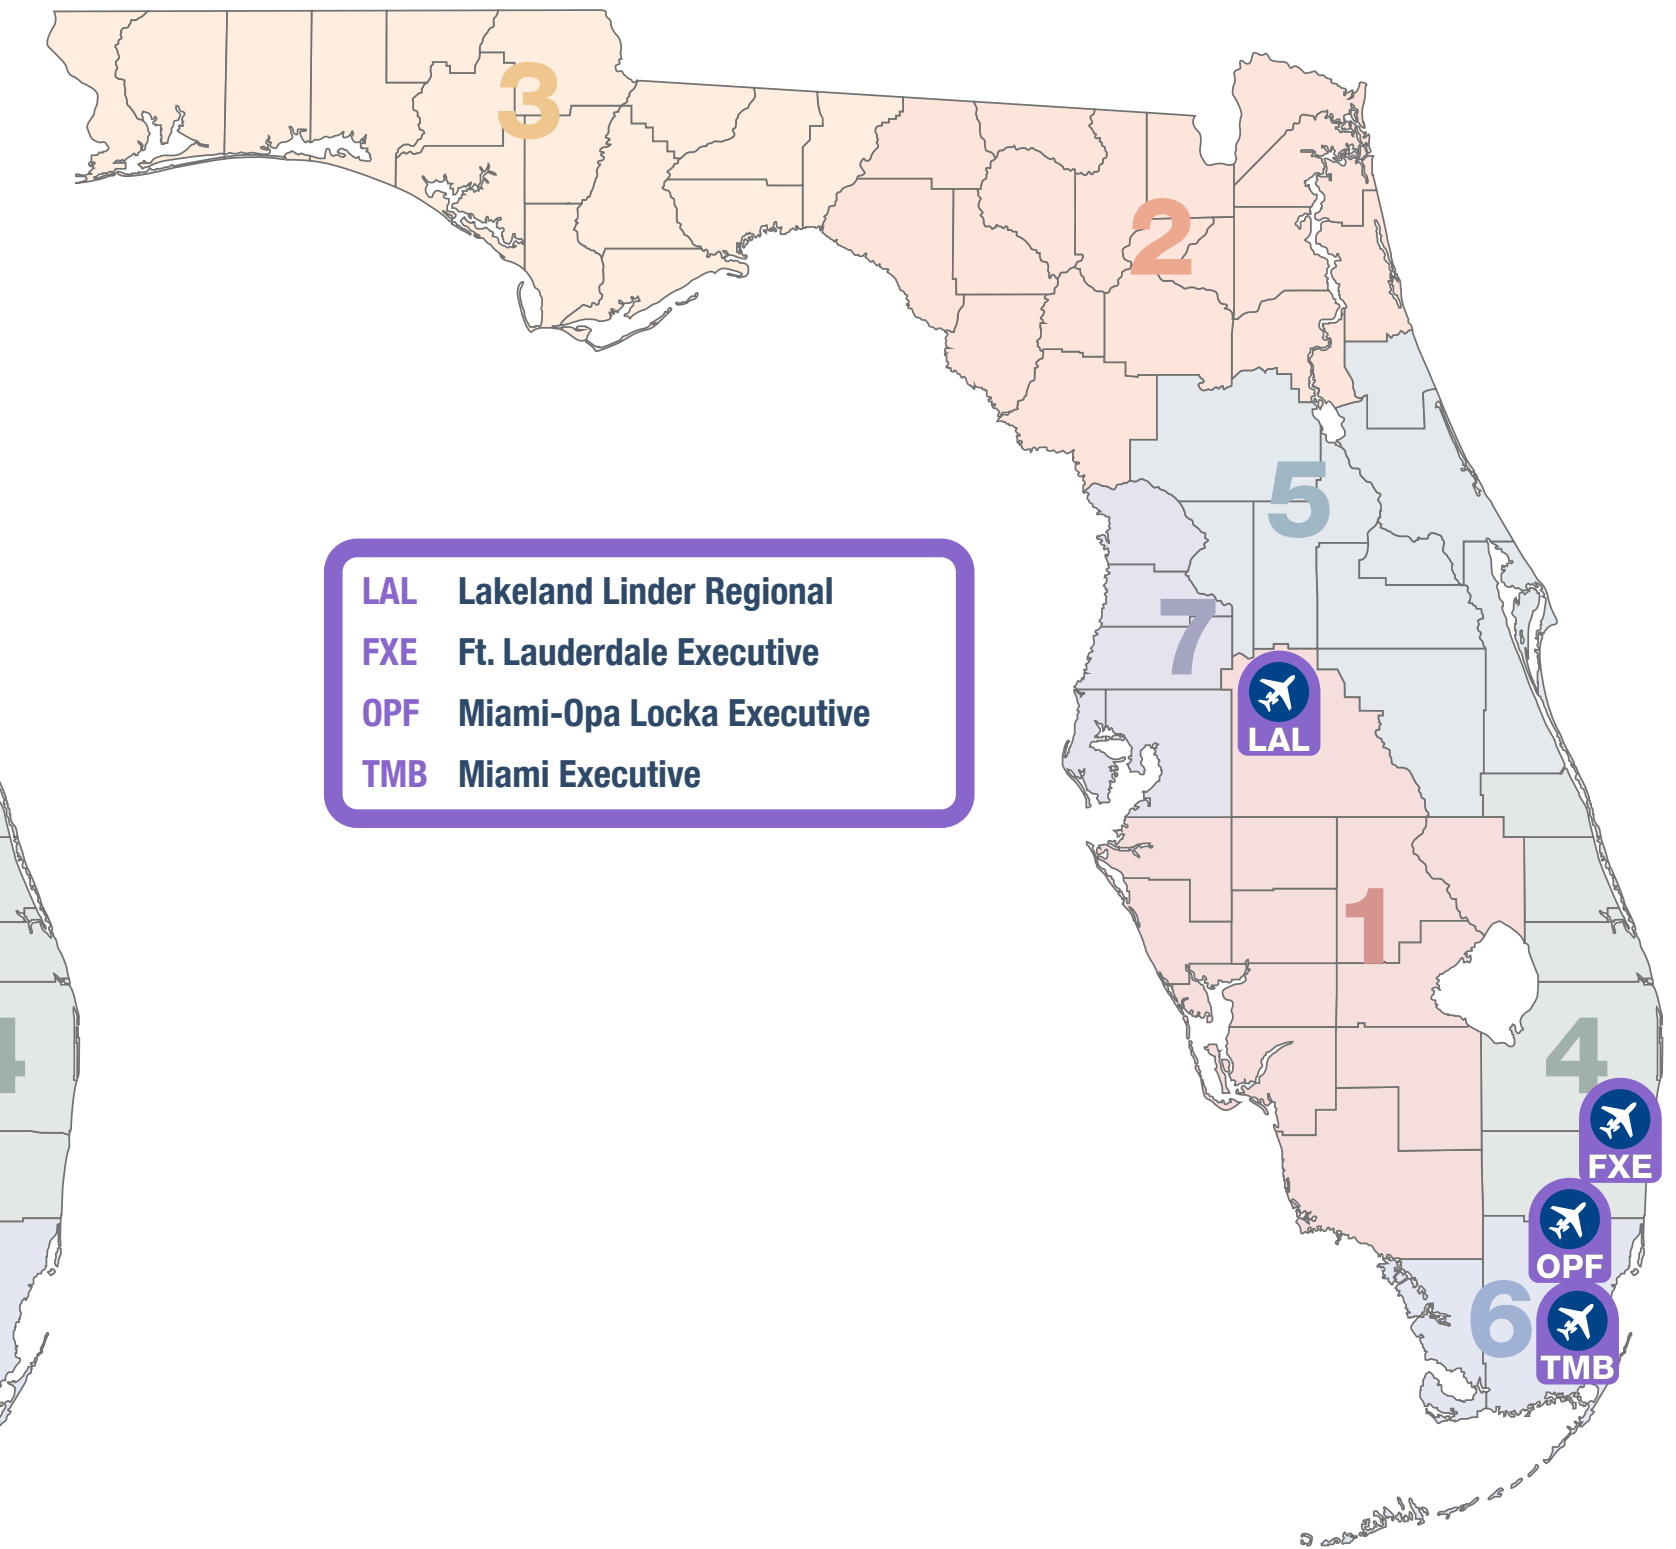 3
2
5
LAL Lakeland Linder Regional
FXE Ft. Lauderdale Executive
OPF Miami-Opa Locka Executive
TMB Miami Executive
7
LAL
1
4
4
FXE
OPF
6
TMB